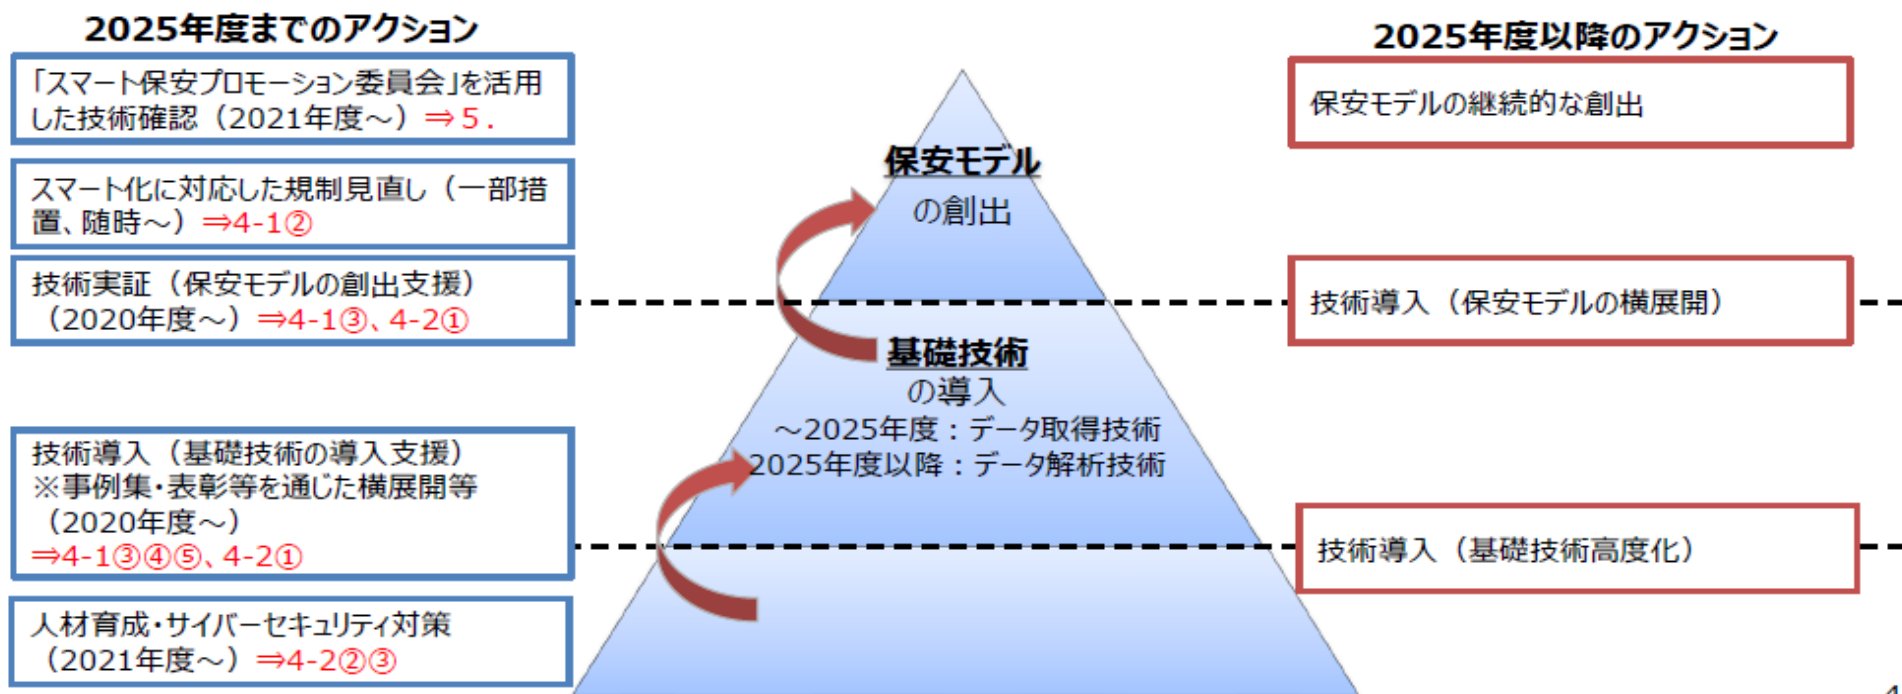 2025年度までのアクション
「スマート保安プロモーション委員会」を活用
した技術確認（2021年度～）⇒５．
スマート化に対応した規制見直し（一部措
置、随時～）⇒4-1②
技術実証（保安モデルの創出支援）
（2020年度～）⇒4-1③、4-2①
技術導入（基礎技術の導入支援）
※事例集・表彰等を通じた横展開等
（2020年度～）
⇒4-1③④⑤、4-2①
人材育成・サイバーセキュリティ対策
（2021年度～）⇒4-2②③
保安モデル
の創出
基礎技術
の導入
～2025年度：データ取得技術
2025年度以降：データ解析技術
2025年度以降のアクション
保安モデルの継続的な創出
技術導入（保安モデルの横展開）
技術導入（基礎技術高度化）